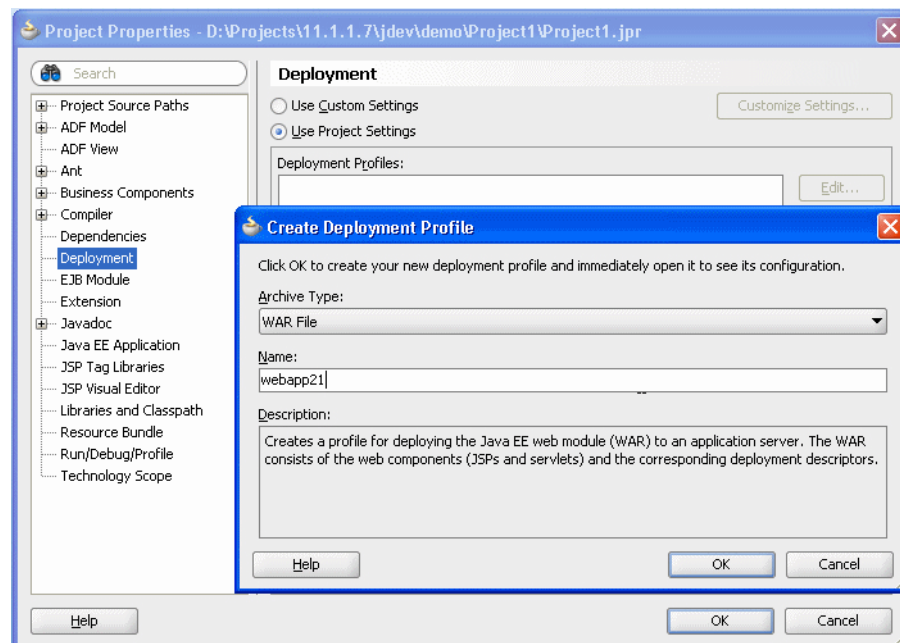 Project Properties - D:\Projects\11.1.1.7\jdev\demo\Project1\Project1.jpr
Search
Project Source Paths
ADF Model
ADF View
Ant
Business Components
Compiler
Dependencies
Deployment
EJB Module
Extension
Javadoc
Java EE Application
JSP Tag Libraries
JSP Visual Editor
Libraries and Classpath
Resource Bundle
Run/Debug/Profile
Technology Scope
Deployment
Use Custom Settings
Customize Settings...
Use Project Settings
Deployment Profiles:
Edit...
Create Deployment Profile
Click OK to create your new deployment profile and immediately open it to see its configuration.
Archive Type:
WAR File
Name:
webapp21
Description:
Creates a profile for deploying the Java EE web module (WAR) to an application server. The WAR
consists of the web components (JSPs and servlets) and the corresponding deployment descriptors.
Help
OK
Cancel
Help
OK
Cancel